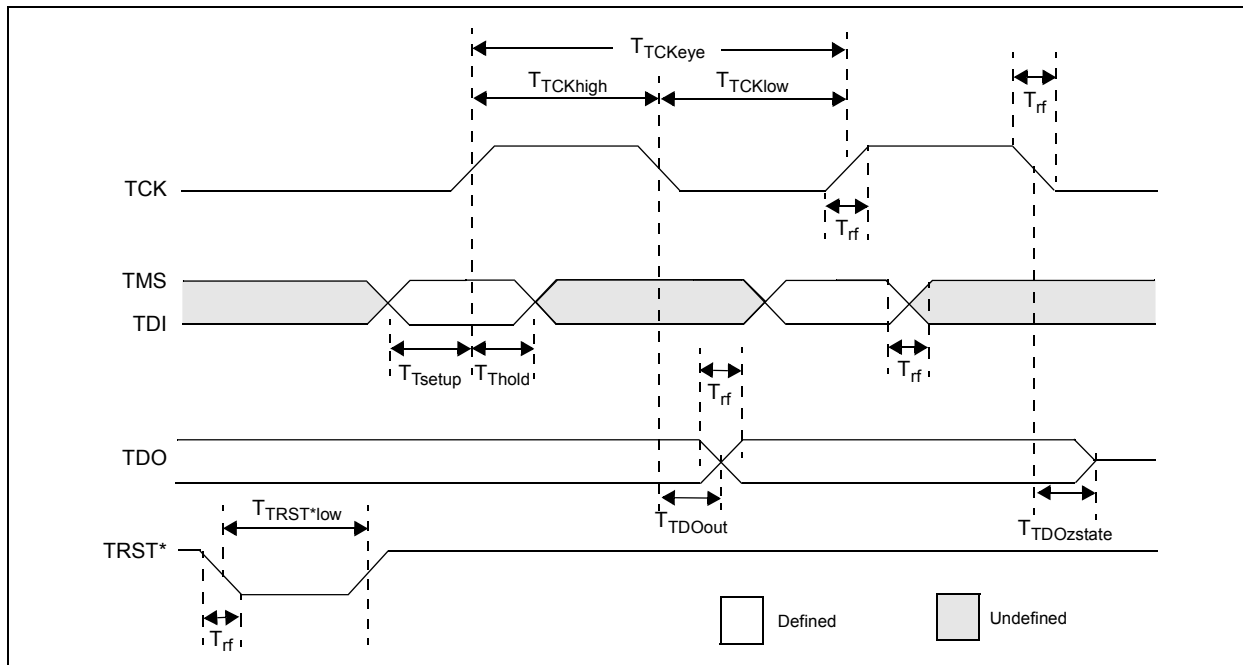 TTCKeye
TTCKhigh
TTCKlow
Trf
TCK
Trf
TMS
TDI
TTsetup
TThold
Trf
Trf
TDO
TTRST*low
TTDOout
TTDOzstate
TRST*
Trf
Defined
Undefined